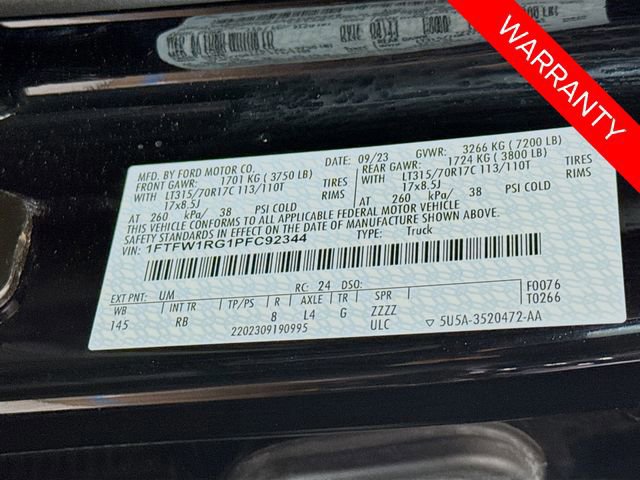 WARRANTY
MFD. BY FORD MOTOR CO. 09/23 GVWR: 3266 KG ( 7200 LB)
FRONT GAWR: 1701 KG ( 3750 LB) REAR GAWR: 1724 KG ( 3800 LB)
LT315/70R17C 113/110T TIRES LT315/70R17C 113/110T TIRES
17x8.5J RIMS 17x8.5J RIMS
AT 260 kPa/ 38 PSI COLD AT 260 kPa/ 38 PSI COLD
THIS VEHICLE CONFORMS TO ALL APPLICABLE FEDERAL MOTOR VEHICLE
SAFETY STANDARDS IN EFFECT ON THE DATE OF MANUFACTURE SHOWN ABOVE.
VIN: 1FTFW1RG1PFC92344 TYPE: Truck
EXT PNT: UM RC: 24 DSO: F0076
WB INT TR TP/PS R AXLE TR SPR T0266
145 RB 8 L4 G ZZZZ
2202309190995 ULC ▽ 5U5A-3520472-AA